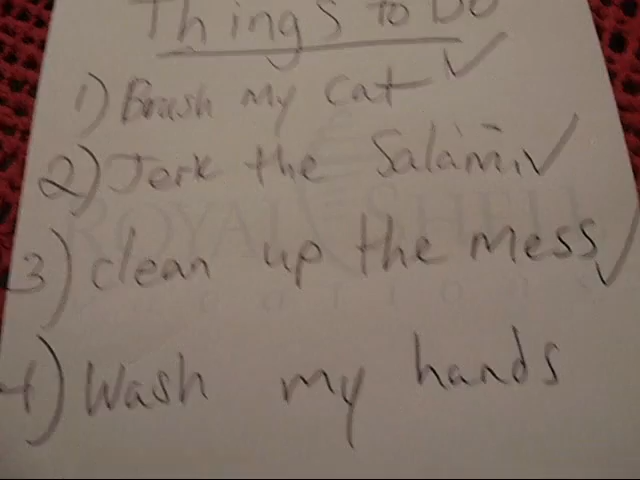 Things to Do
1) Brush my cat ✓
2) Jerk the Salami ✓
3) clean up the mess ✓
4) Wash my hands